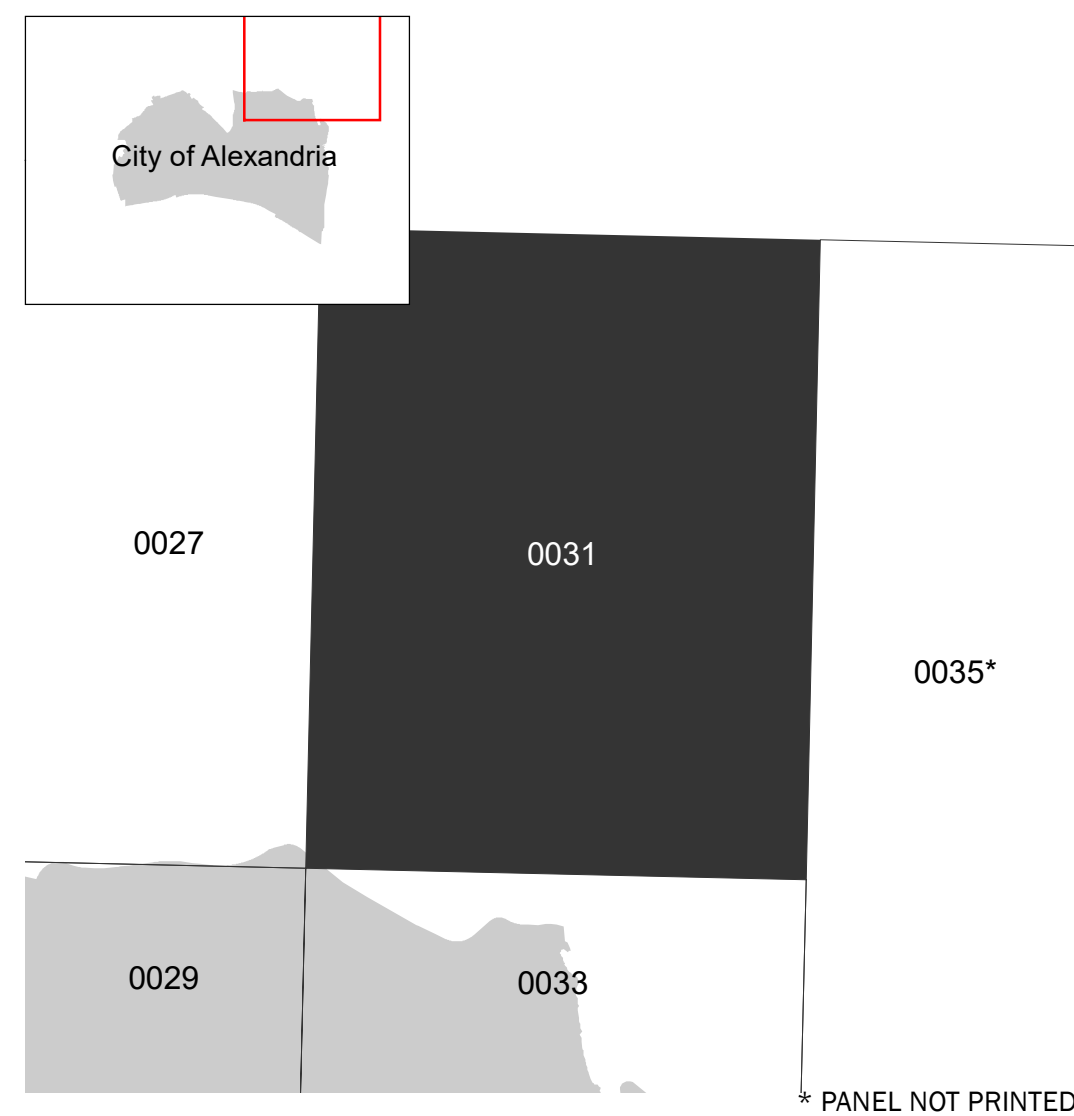 City of Alexandria
0027
0031
0035*
0029
0033
* PANEL NOT PRINTED